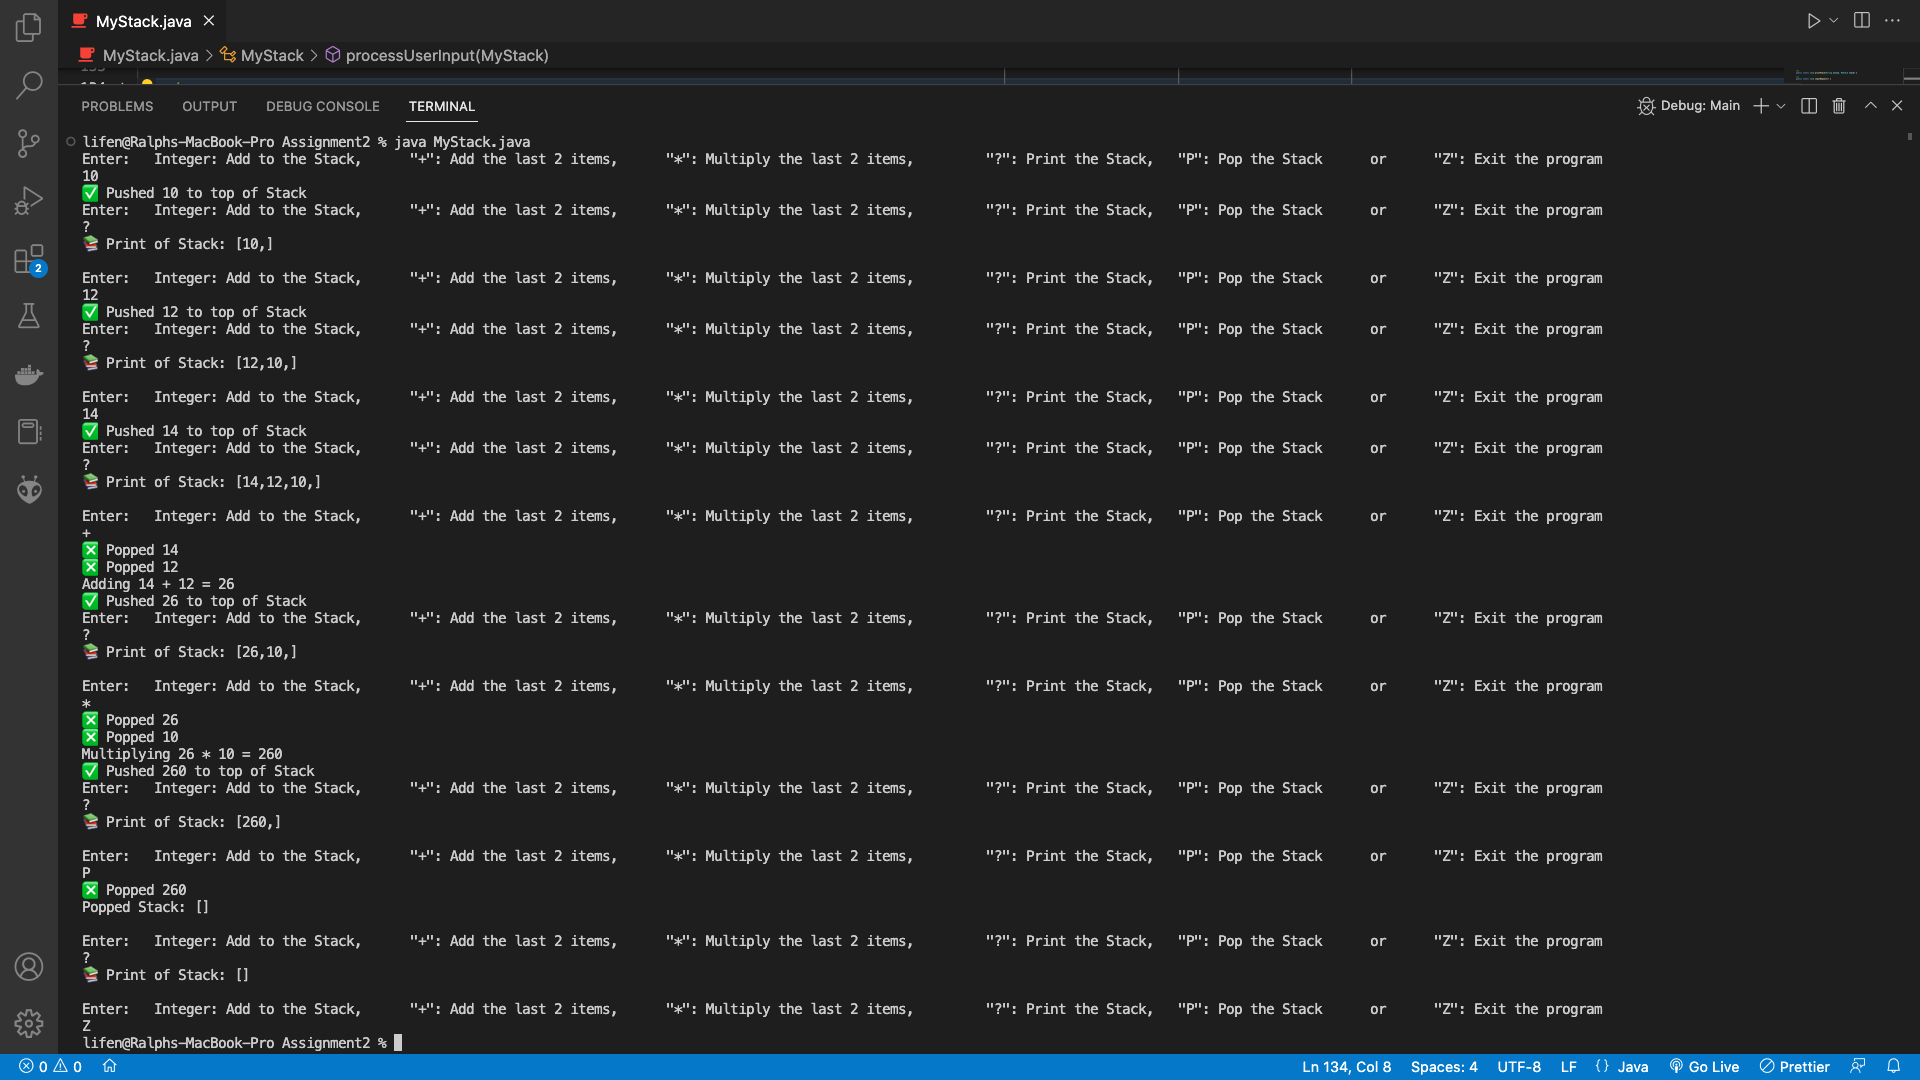 MyStack.java
MyStack.java > MyStack > processUserInput(MyStack)
PROBLEMS OUTPUT DEBUG CONSOLE TERMINAL Debug: Main
lifen@Ralphs-MacBook-Pro Assignment2 % java MyStack.java
Enter: Integer: Add to the Stack, "+": Add the last 2 items, "*": Multiply the last 2 items, "?": Print the Stack, "P": Pop the Stack or "Z": Exit the program
10
✅ Pushed 10 to top of Stack
Enter: Integer: Add to the Stack, "+": Add the last 2 items, "*": Multiply the last 2 items, "?": Print the Stack, "P": Pop the Stack or "Z": Exit the program
?
📚 Print of Stack: [10,]
Enter: Integer: Add to the Stack, "+": Add the last 2 items, "*": Multiply the last 2 items, "?": Print the Stack, "P": Pop the Stack or "Z": Exit the program
12
✅ Pushed 12 to top of Stack
Enter: Integer: Add to the Stack, "+": Add the last 2 items, "*": Multiply the last 2 items, "?": Print the Stack, "P": Pop the Stack or "Z": Exit the program
?
📚 Print of Stack: [12,10,]
Enter: Integer: Add to the Stack, "+": Add the last 2 items, "*": Multiply the last 2 items, "?": Print the Stack, "P": Pop the Stack or "Z": Exit the program
14
✅ Pushed 14 to top of Stack
Enter: Integer: Add to the Stack, "+": Add the last 2 items, "*": Multiply the last 2 items, "?": Print the Stack, "P": Pop the Stack or "Z": Exit the program
?
📚 Print of Stack: [14,12,10,]
Enter: Integer: Add to the Stack, "+": Add the last 2 items, "*": Multiply the last 2 items, "?": Print the Stack, "P": Pop the Stack or "Z": Exit the program
+
❎ Popped 14
❎ Popped 12
Adding 14 + 12 = 26
✅ Pushed 26 to top of Stack
Enter: Integer: Add to the Stack, "+": Add the last 2 items, "*": Multiply the last 2 items, "?": Print the Stack, "P": Pop the Stack or "Z": Exit the program
?
📚 Print of Stack: [26,10,]
Enter: Integer: Add to the Stack, "+": Add the last 2 items, "*": Multiply the last 2 items, "?": Print the Stack, "P": Pop the Stack or "Z": Exit the program
*
❎ Popped 26
❎ Popped 10
Multiplying 26 * 10 = 260
✅ Pushed 260 to top of Stack
Enter: Integer: Add to the Stack, "+": Add the last 2 items, "*": Multiply the last 2 items, "?": Print the Stack, "P": Pop the Stack or "Z": Exit the program
?
📚 Print of Stack: [260,]
Enter: Integer: Add to the Stack, "+": Add the last 2 items, "*": Multiply the last 2 items, "?": Print the Stack, "P": Pop the Stack or "Z": Exit the program
P
❎ Popped 260
Popped Stack: []
Enter: Integer: Add to the Stack, "+": Add the last 2 items, "*": Multiply the last 2 items, "?": Print the Stack, "P": Pop the Stack or "Z": Exit the program
?
📚 Print of Stack: []
Enter: Integer: Add to the Stack, "+": Add the last 2 items, "*": Multiply the last 2 items, "?": Print the Stack, "P": Pop the Stack or "Z": Exit the program
Z
lifen@Ralphs-MacBook-Pro Assignment2 %
2
0 0 Ln 134, Col 8 Spaces: 4 UTF-8 LF {} Java Go Live Prettier